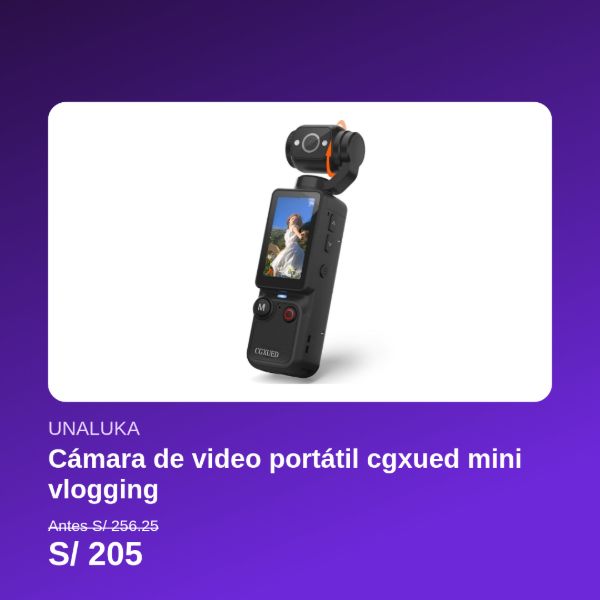 M
CGXUED
UNALUKA
Cámara de video portátil cgxued mini
vlogging
Antes S/ 256.25
S/ 205